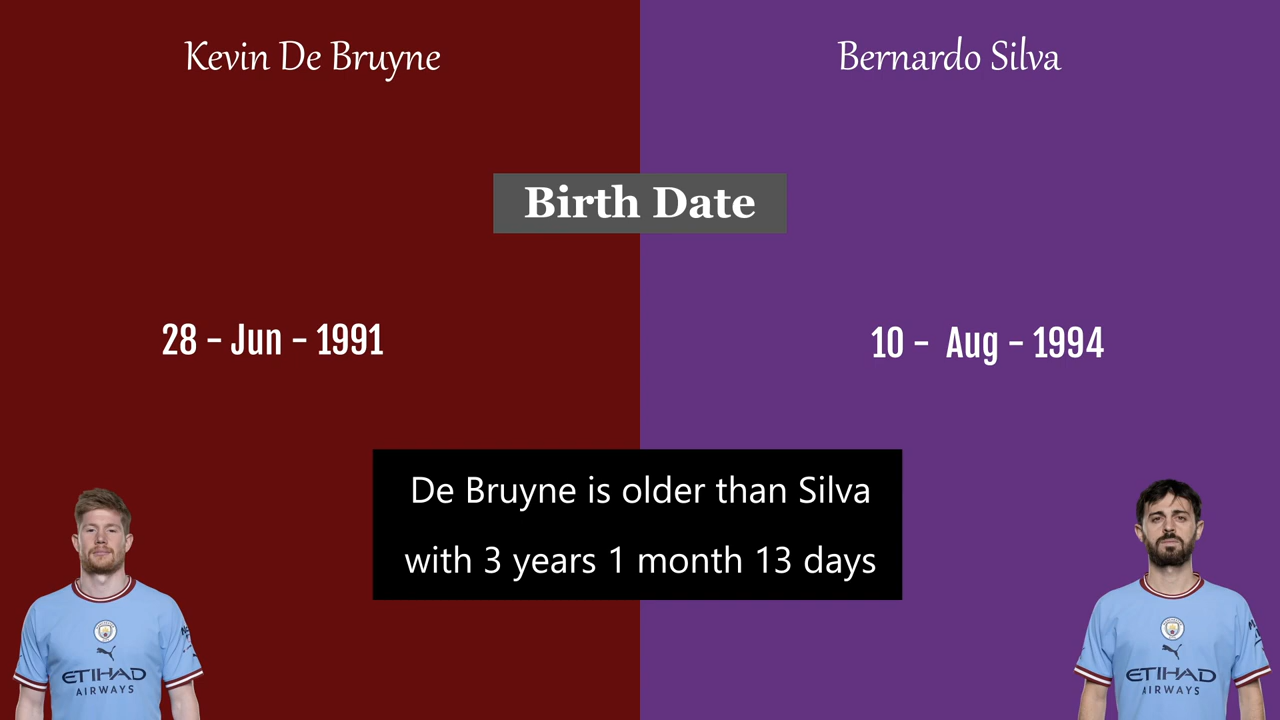 Kevin De Bruyne
Bernardo Silva
Birth Date
28 - Jun - 1991
10 - Aug - 1994
De Bruyne is older than Silva
with 3 years 1 month 13 days
ETIHAD
AIRWAYS
ETIHAD
AIRWAYS